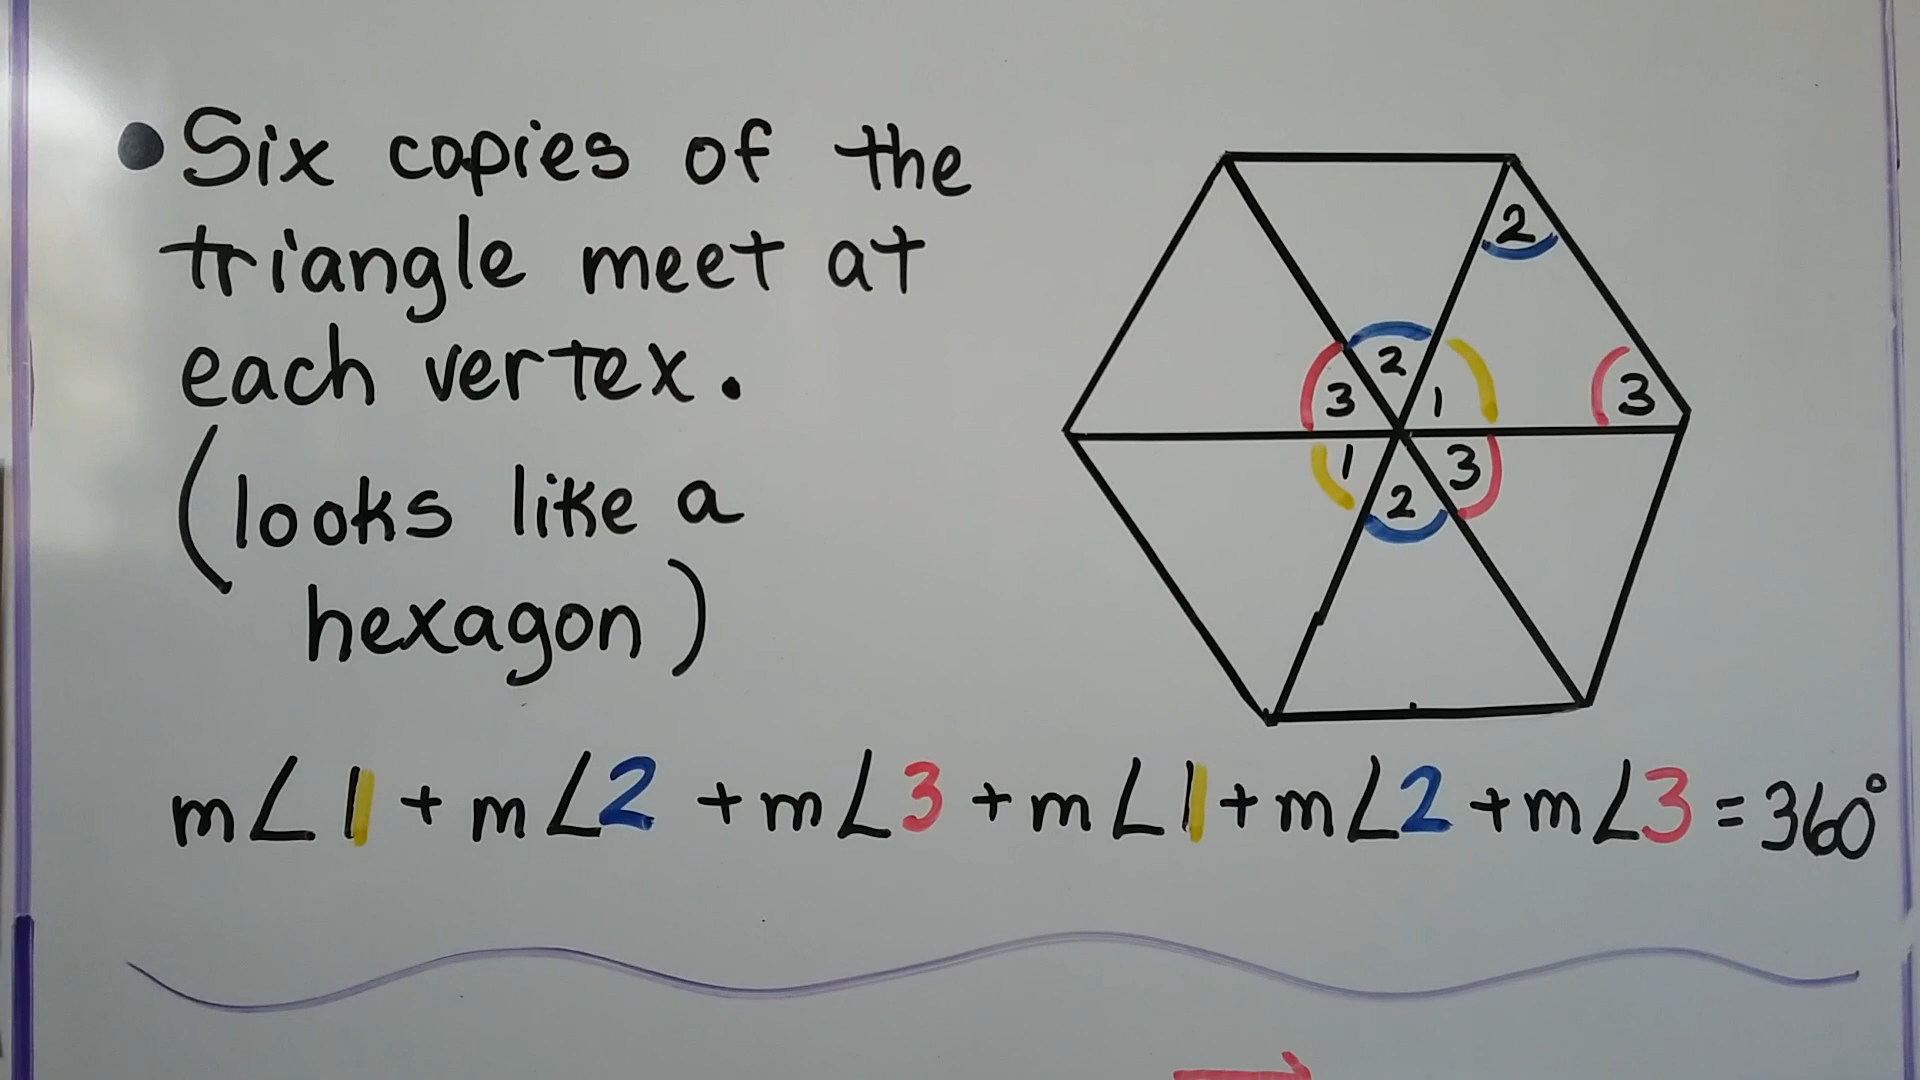 • Six copies of the
triangle meet at
each vertex.
(looks like a
hexagon)
2
2
3
1
3
1
3
2
m∠1 + m∠2 + m∠3 + m∠1 + m∠2 + m∠3 = 360°